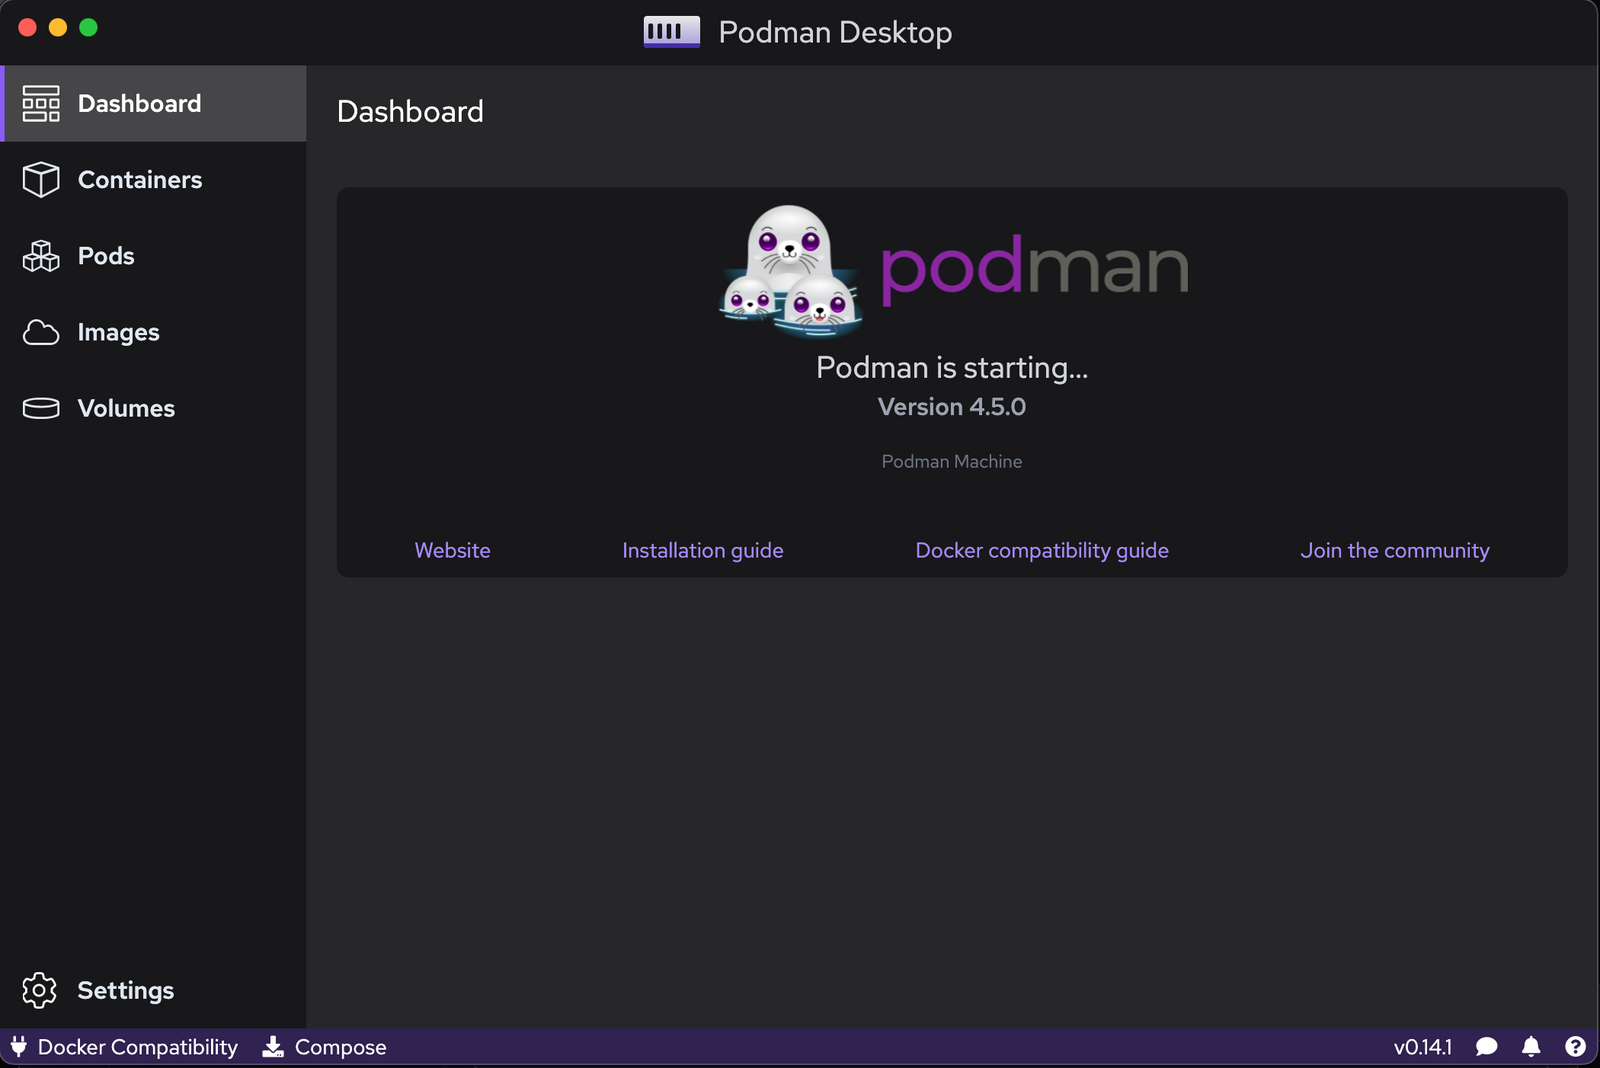 Podman Desktop
Dashboard
Containers
Pods
Images
Volumes
Settings
Dashboard
podman
Podman is starting...
Version 4.5.0
Podman Machine
Website Installation guide Docker compatibility guide Join the community
Docker Compatibility Compose v0.14.1